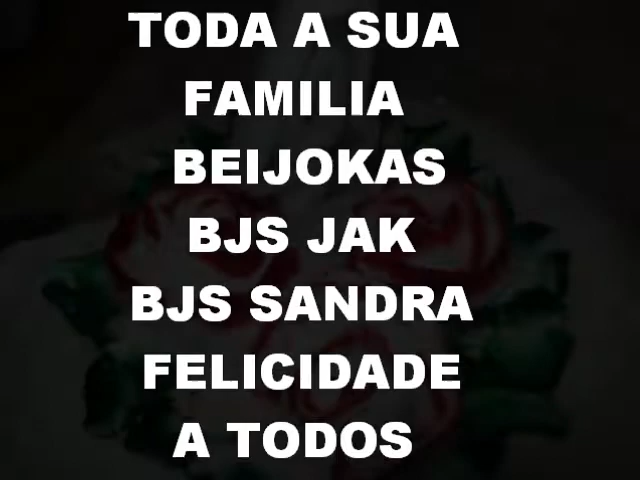 TODA A SUA
FAMILIA
BEIJOKAS
BJS JAK
BJS SANDRA
FELICIDADE
A TODOS